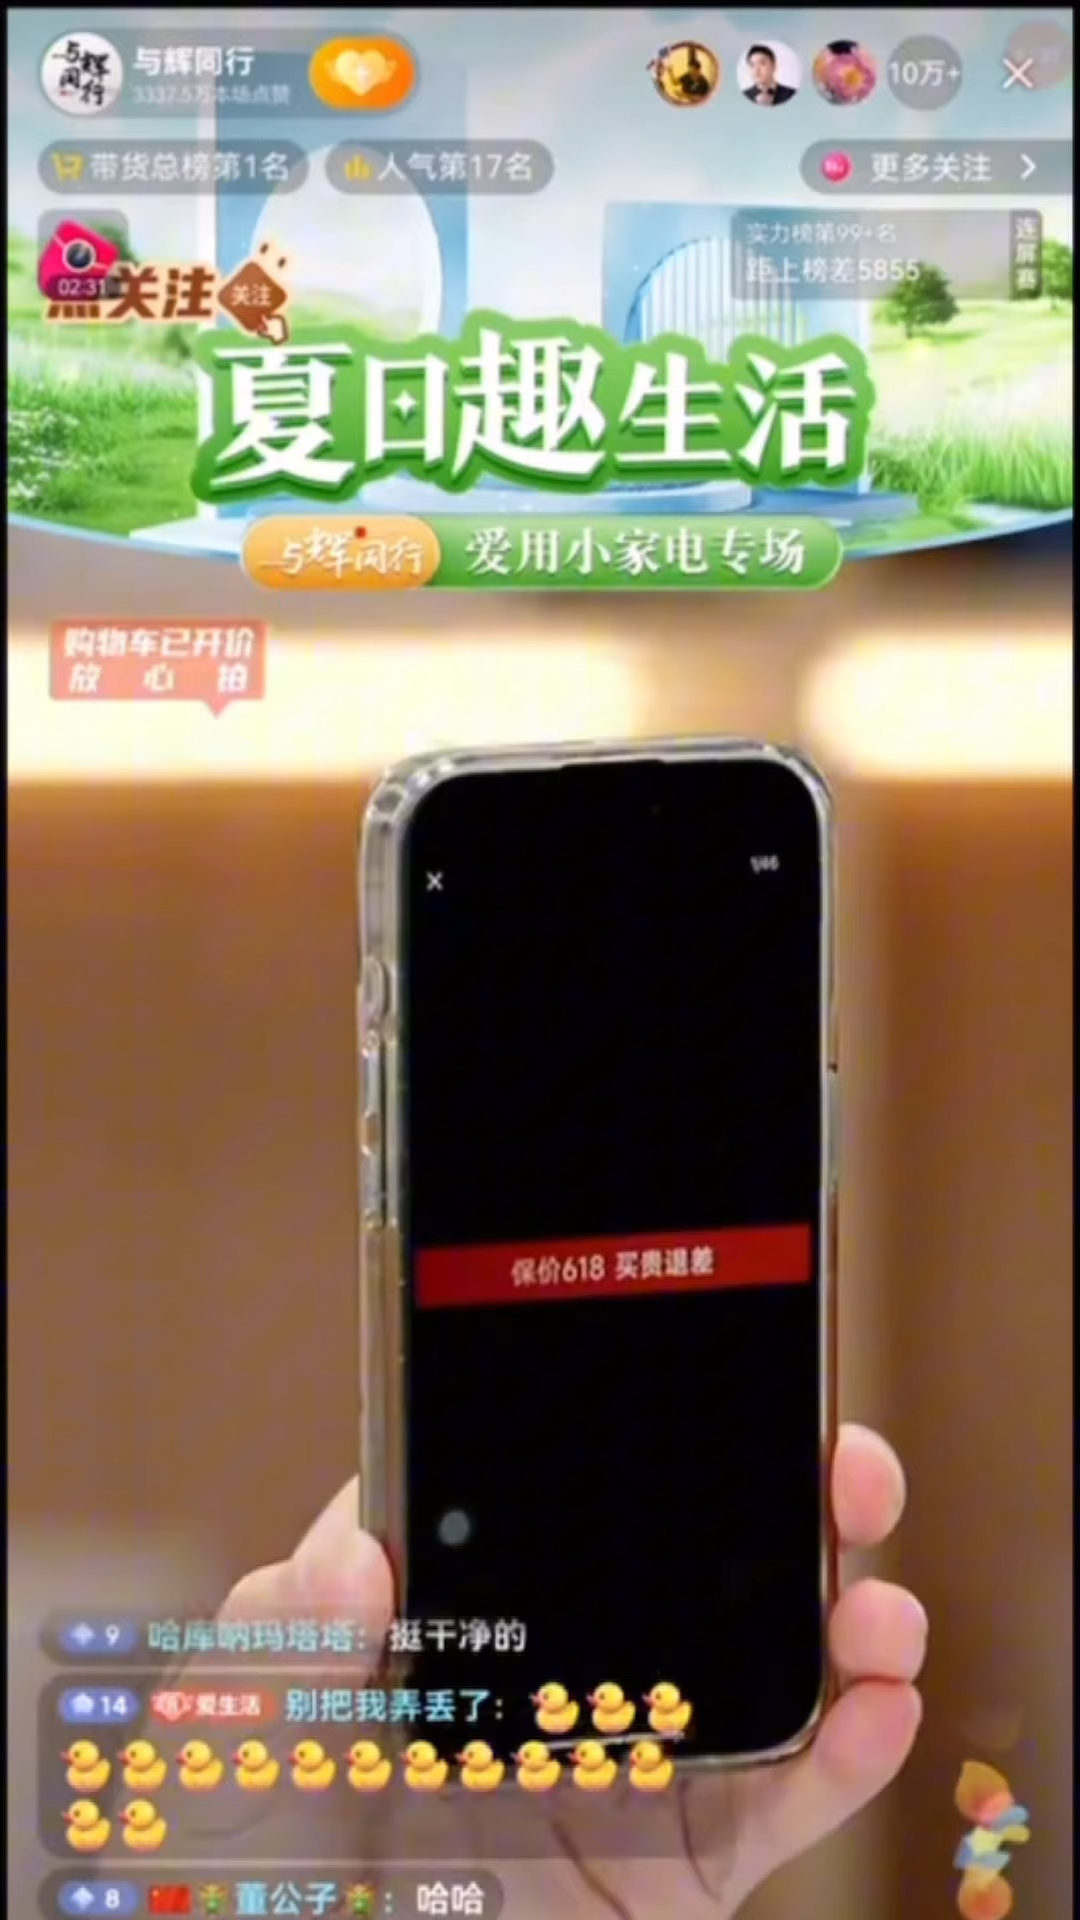 与辉同行
3337.5万本场点赞
10万+
带货总榜第1名
人气第17名
更多关注
实力榜第99+名
距上榜差5855
连屏赛
02:31
点关注
关注
夏日趣生活
与辉同行
爱用小家电专场
购物车已开价
放心拍
1/46
保价618 买贵退差
9 哈库呐玛塔塔：挺干净的
14 爱生活 别把我弄丢了：
8 董公子：哈哈